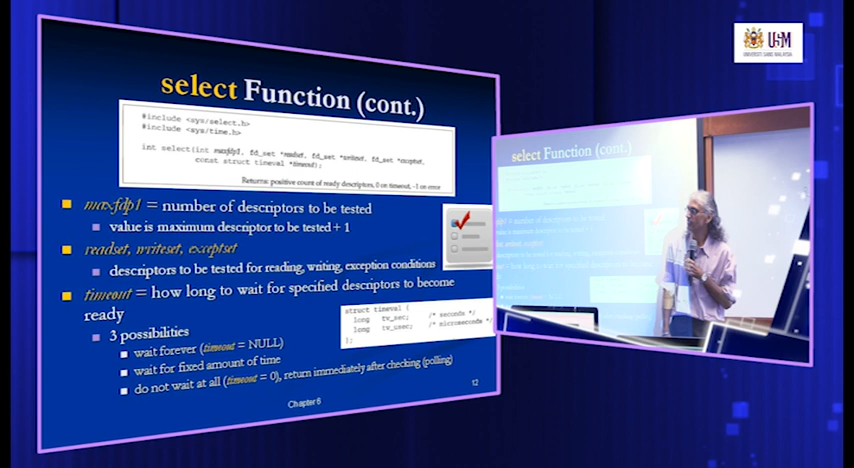 USM
UNIVERSITI SAINS MALAYSIA
select Function (cont.)
#include <sys/select.h>
#include <sys/time.h>
int select(int maxfdp1, fd_set *readset, fd_set *writeset, fd_set *exceptset,
const struct timeval *timeout);
Returns: positive count of ready descriptors, 0 on timeout, -1 on error
maxfdp1 = number of descriptors to be tested
value is maximum descriptor to be tested + 1
readset, writeset, exceptset
descriptors to be tested for reading, writing, exception conditions
timeout = how long to wait for specified descriptors to become
ready
struct timeval {
long tv_sec; /* seconds */
long tv_usec; /* microseconds */
};
3 possibilities
wait forever (timeout = NULL)
wait for fixed amount of time
do not wait at all (timeout = 0), return immediately after checking (polling)
Chapter 6
12
select Function (cont.)